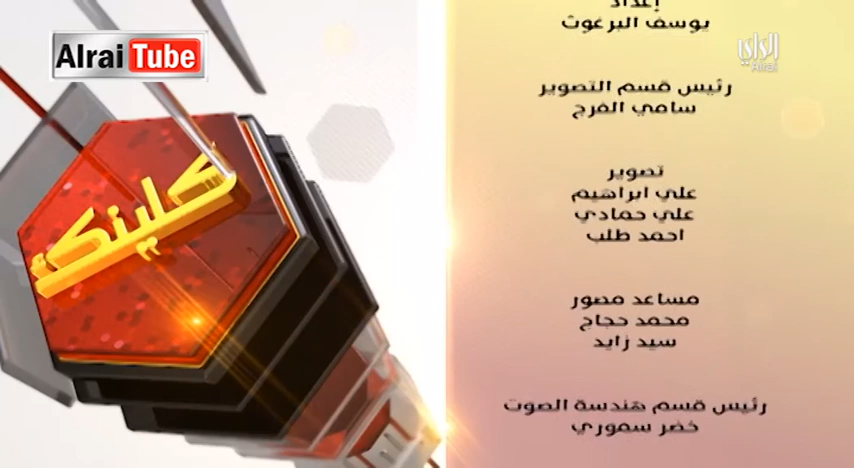 Alrai Tube
الراي
Alrai
كلينك
إعداد
يوسف البرغوث
رئيس قسم التصوير
سامي الفرج
تصوير
علي ابراهيم
علي حمادي
احمد طلب
مساعد مصور
محمد حجاج
سيد زايد
رئيس قسم هندسة الصوت
خضر سموري